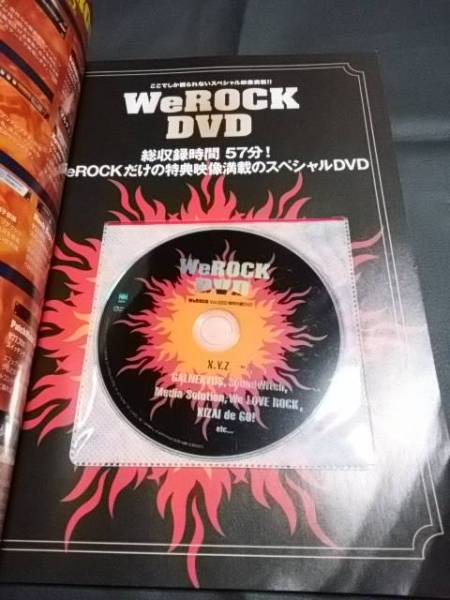 ここでしか観られないスペシャル映像満載!!
WeROCK
DVD
総収録時間 57分!
WeROCKだけの特典映像満載のスペシャルDVD
WeROCK
DVD
X.Y.Z
GALNERYUS, SoundWitch,
Media Solution, We LOVE ROCK,
KIZAI de GO!
etc...